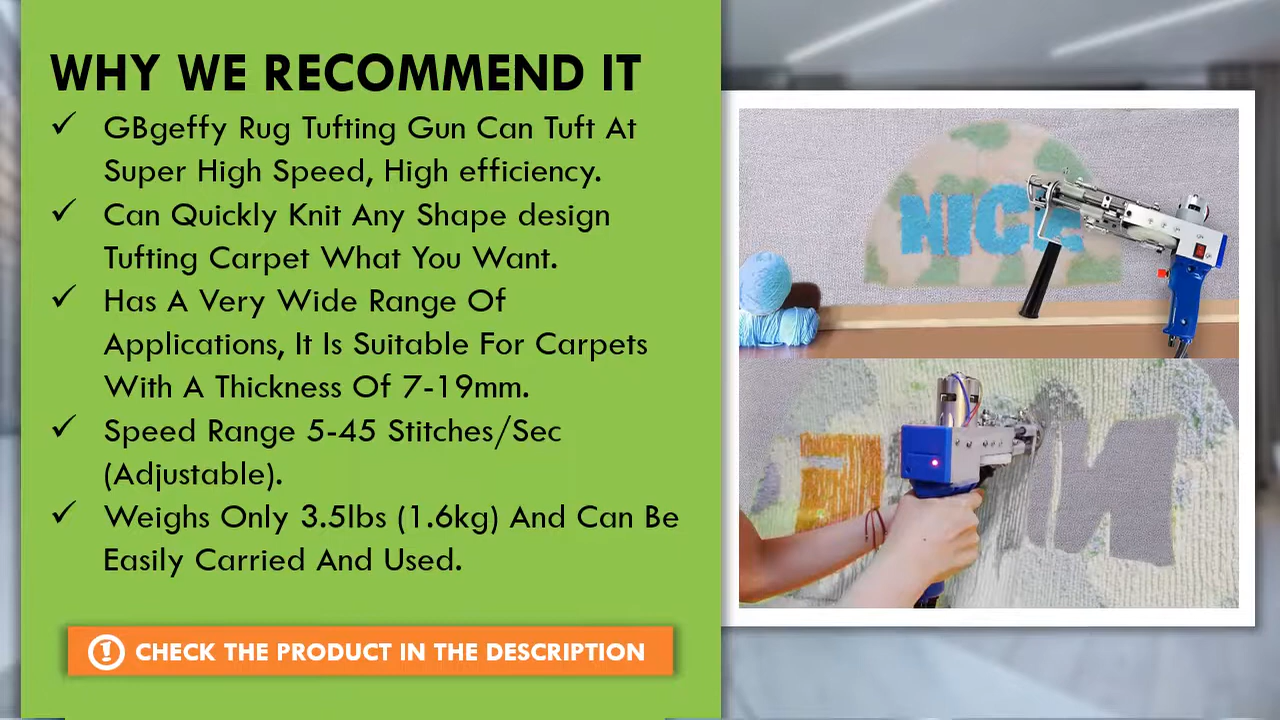 WHY WE RECOMMEND IT
✓ GBgeffy Rug Tufting Gun Can Tuft At
Super High Speed, High efficiency.
✓ Can Quickly Knit Any Shape design
Tufting Carpet What You Want.
✓ Has A Very Wide Range Of
Applications, It Is Suitable For Carpets
With A Thickness Of 7-19mm.
✓ Speed Range 5-45 Stitches/Sec
(Adjustable).
✓ Weighs Only 3.5lbs (1.6kg) And Can Be
Easily Carried And Used.
CHECK THE PRODUCT IN THE DESCRIPTION
NICE